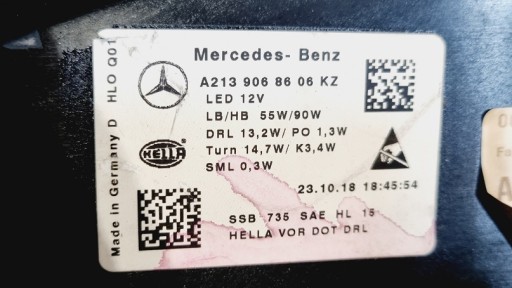 Mercedes- Benz
A213 906 86 06 KZ
LED 12V
LB/HB 55W/90W
DRL 13,2W/ PO 1,3W
Turn 14,7W/ K3,4W
SML 0,3W
HELLA
23.10.18 18:45:54
SSB 735 SAE HL 15
HELLA VOR DOT DRL
Made in Germany D HLO Q01